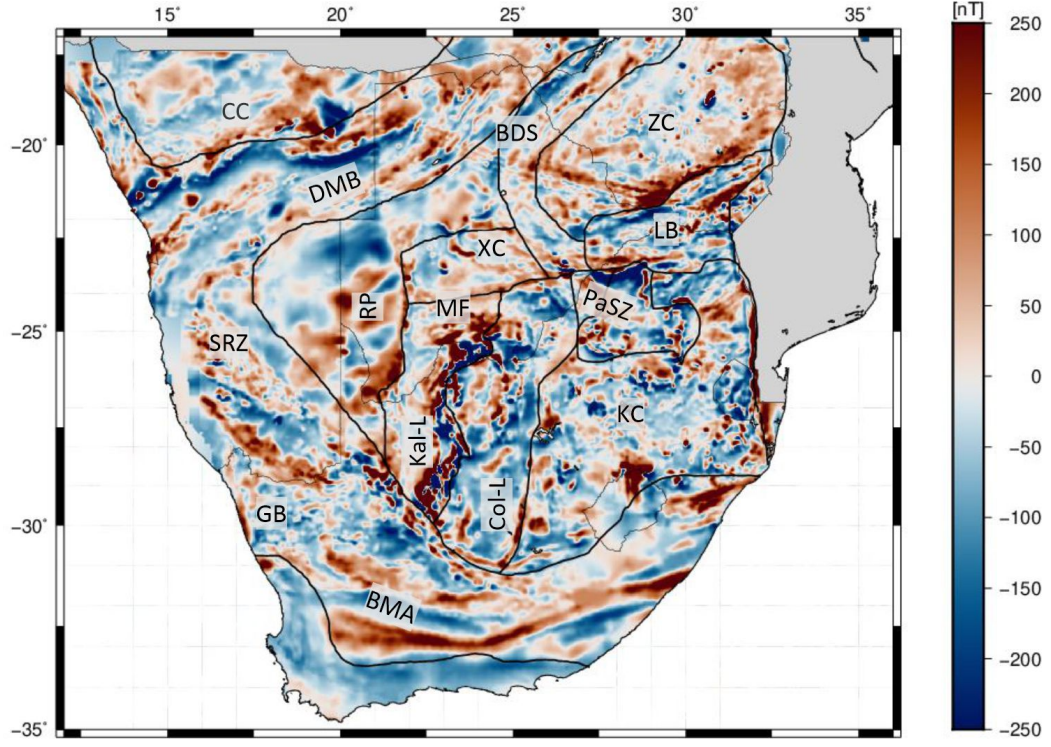 15° 20° 25° 30° 35° [nT]
250
CC
ZC
BDS
200
−20°
DMB
150
LB
XC
100
RP
MF
PaSZ
−25°
50
SRZ
0
KC
Kal-L
−50
Col-L
GB
−100
−30°
−150
BMA
−200
−35°
−250